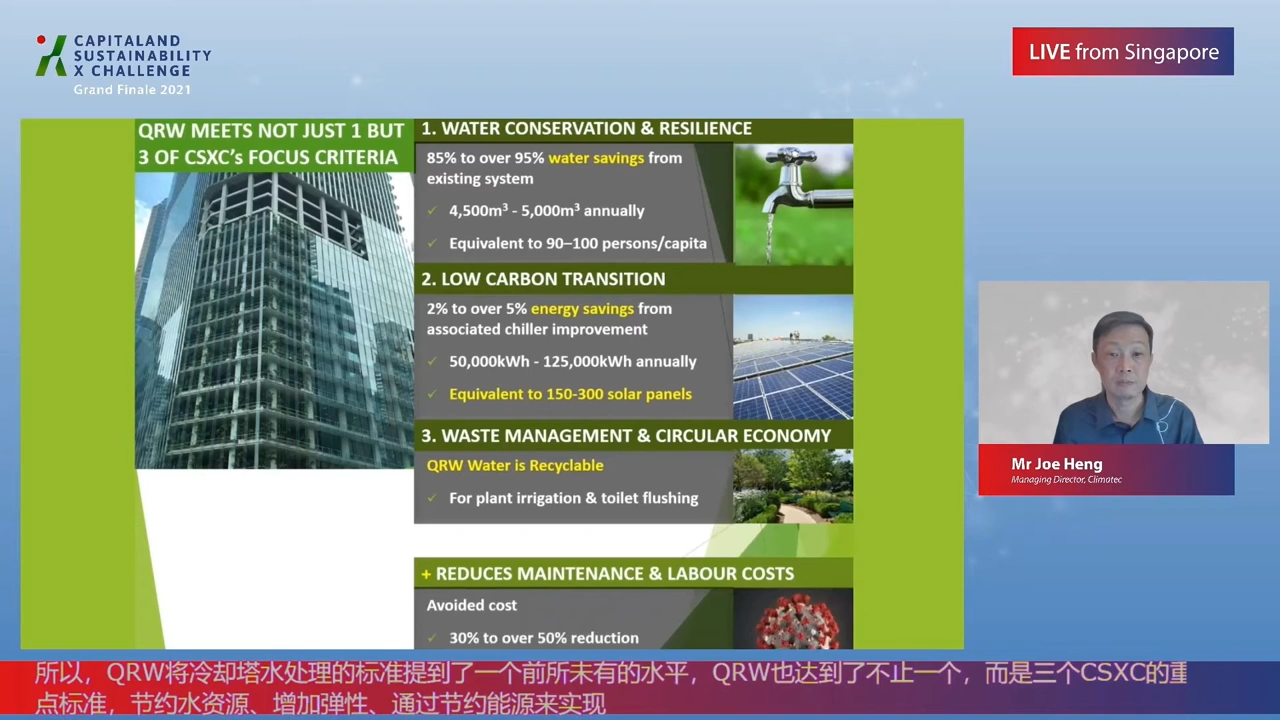 CAPITALAND
SUSTAINABILITY
X CHALLENGE
Grand Finale 2021
LIVE from Singapore
QRW MEETS NOT JUST 1 BUT
3 OF CSXC's FOCUS CRITERIA
1. WATER CONSERVATION & RESILIENCE
85% to over 95% water savings from
existing system
✓ 4,500m³ - 5,000m³ annually
✓ Equivalent to 90–100 persons/capita
2. LOW CARBON TRANSITION
2% to over 5% energy savings from
associated chiller improvement
✓ 50,000kWh - 125,000kWh annually
✓ Equivalent to 150-300 solar panels
3. WASTE MANAGEMENT & CIRCULAR ECONOMY
QRW Water is Recyclable
✓ For plant irrigation & toilet flushing
+ REDUCES MAINTENANCE & LABOUR COSTS
Avoided cost
✓ 30% to over 50% reduction
Mr Joe Heng
Managing Director, Climatec
所以，QRW将冷却塔水处理的标准提到了一个前所未有的水平，QRW也达到了不止一个，而是三个CSXC的重
点标准，节约水资源、增加弹性、通过节约能源来实现